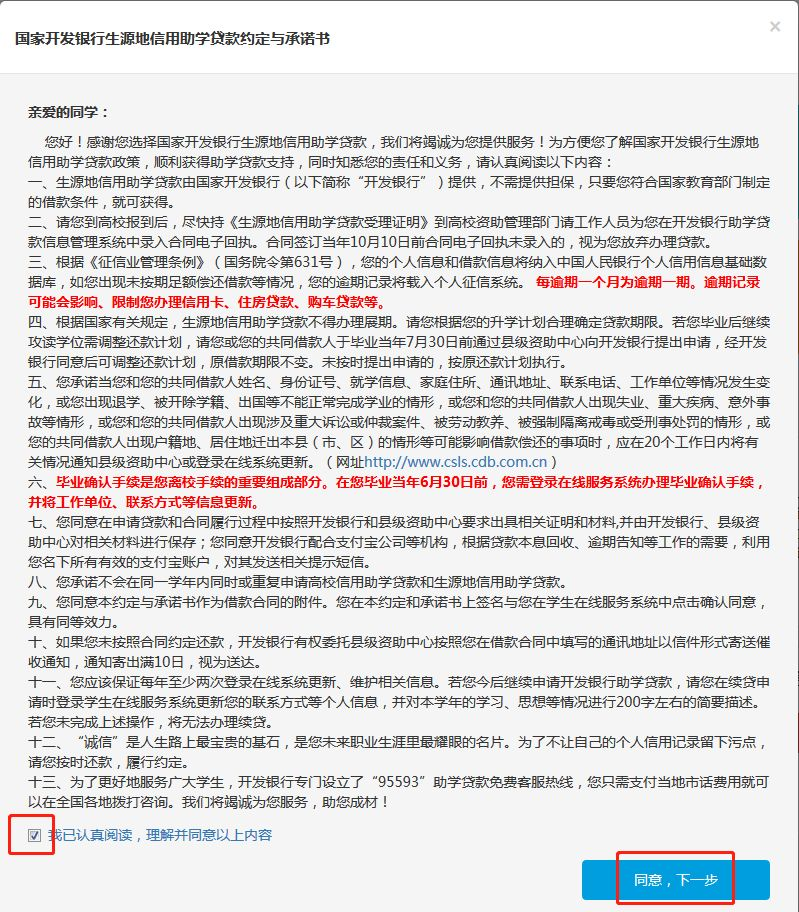 国家开发银行生源地信用助学贷款约定与承诺书
×
亲爱的同学：
您好！感谢您选择国家开发银行生源地信用助学贷款，我们将竭诚为您提供服务！为方便您了解国家开发银行生源地
信用助学贷款政策，顺利获得助学贷款支持，同时知悉您的责任和义务，请认真阅读以下内容：
一、生源地信用助学贷款由国家开发银行（以下简称“开发银行”）提供，不需提供担保，只要您符合国家教育部门制定
的借款条件，就可获得。
二、请您到高校报到后，尽快持《生源地信用助学贷款受理证明》到高校资助管理部门请工作人员为您在开发银行助学贷
款信息管理系统中录入合同电子回执。合同签订当年10月10日前合同电子回执未录入的，视为您放弃办理贷款。
三、根据《征信业管理条例》（国务院令第631号），您的个人信息和借款信息将纳入中国人民银行个人信用信息基础数
据库，如您出现未按期足额偿还借款等情况，您的逾期记录将载入个人征信系统。 每逾期一个月为逾期一期。逾期记录
可能会影响、限制您办理信用卡、住房贷款、购车贷款等。
四、根据国家有关规定，生源地信用助学贷款不得办理展期。请您根据您的升学计划合理确定贷款期限。若您毕业后继续
攻读学位需调整还款计划，请您或您的共同借款人于毕业当年7月30日前通过县级资助中心向开发银行提出申请，经开发
银行同意后可调整还款计划，原借款期限不变。未按时提出申请的，按原还款计划执行。
五、您承诺当您和您的共同借款人姓名、身份证号、就学信息、家庭住所、通讯地址、联系电话、工作单位等情况发生变
化，或您出现退学、被开除学籍、出国等不能正常完成学业的情形，或您和您的共同借款人出现失业、重大疾病、意外事
故等情形，或您和您的共同借款人出现涉及重大诉讼或仲裁案件、被劳动教养、被强制隔离戒毒或受刑事处罚的情形，或
您的共同借款人出现户籍地、居住地迁出本县（市、区）的情形等可能影响借款偿还的事项时，应在20个工作日内将有
关情况通知县级资助中心或登录在线系统更新。（网址http://www.csls.cdb.com.cn）
六、毕业确认手续是您离校手续的重要组成部分。在您毕业当年6月30日前，您需登录在线服务系统办理毕业确认手续，
并将工作单位、联系方式等信息更新。
七、您同意在申请贷款和合同履行过程中按照开发银行和县级资助中心要求出具相关证明和材料,并由开发银行、县级资
助中心对相关材料进行保存；您同意开发银行配合支付宝公司等机构，根据贷款本息回收、逾期告知等工作的需要，利用
您名下所有有效的支付宝账户，对其发送相关提示短信。
八、您承诺不会在同一学年内同时或重复申请高校信用助学贷款和生源地信用助学贷款。
九、您同意本约定与承诺书作为借款合同的附件。您在本约定和承诺书上签名与您在学生在线服务系统中点击确认同意，
具有同等效力。
十、如果您未按照合同约定还款，开发银行有权委托县级资助中心按照您在借款合同中填写的通讯地址以信件形式寄送催
收通知，通知寄出满10日，视为送达。
十一、您应该保证每年至少两次登录在线系统更新、维护相关信息。若您今后继续申请开发银行助学贷款，请您在续贷申
请时登录学生在线服务系统更新您的联系方式等个人信息，并对本学年的学习、思想等情况进行200字左右的简要描述。
若您未完成上述操作，将无法办理续贷。
十二、“诚信”是人生路上最宝贵的基石，是您未来职业生涯里最耀眼的名片。为了不让自己的个人信用记录留下污点，
请您按时还款，履行约定。
十三、为了更好地服务广大学生，开发银行专门设立了“95593”助学贷款免费客服热线，您只需支付当地市话费用就可
以在全国各地拨打咨询。我们将竭诚为您服务，助您成材！
我已认真阅读，理解并同意以上内容
同意，下一步